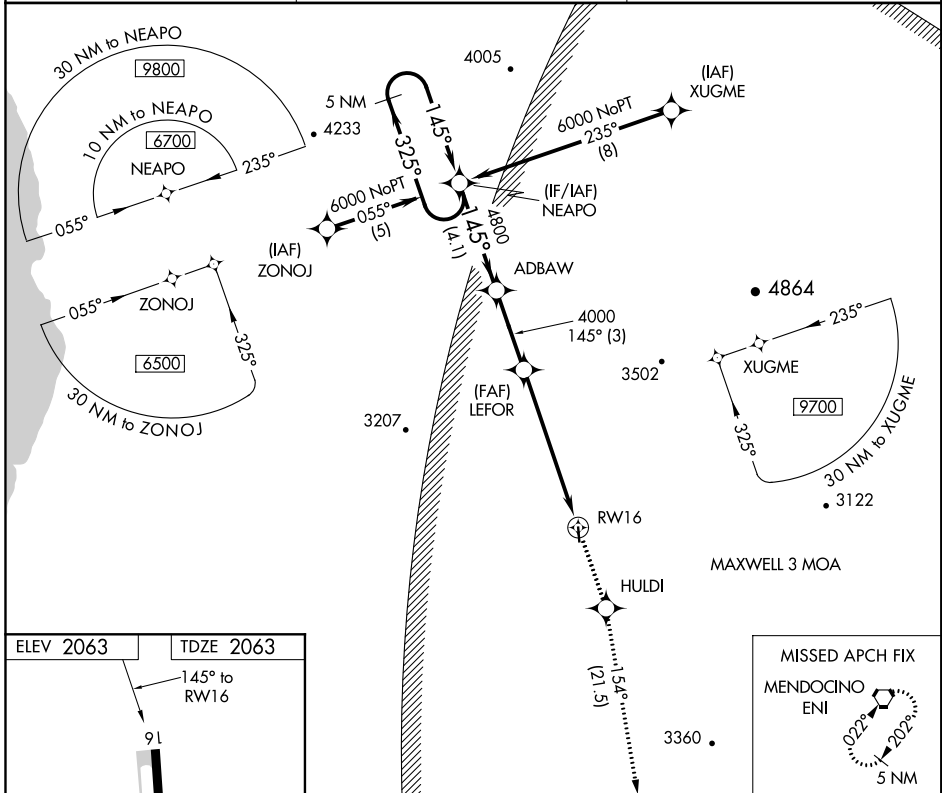 30 NM to NEAPO
9800
10 NM to NEAPO
6700
NEAPO
055°
235°
4233
5 NM
4005
145°
325°
(IAF)
XUGME
6000 NoPT
235°
(8)
(IF/IAF)
NEAPO
6000 NoPT
055°
(5)
(IAF)
ZONOJ
4800
145°
(4.1)
ADBAW
4000
145° (3)
(FAF)
LEFOR
055°
ZONOJ
325°
6500
30 NM to ZONOJ
4864
235°
XUGME
325°
9700
30 NM to XUGME
3502
3207
3122
RW16
MAXWELL 3 MOA
HULDI
154°
(21.5)
3360
ELEV 2063
TDZE 2063
145° to
RW16
16
MISSED APCH FIX
MENDOCINO
ENI
022°
202°
5 NM